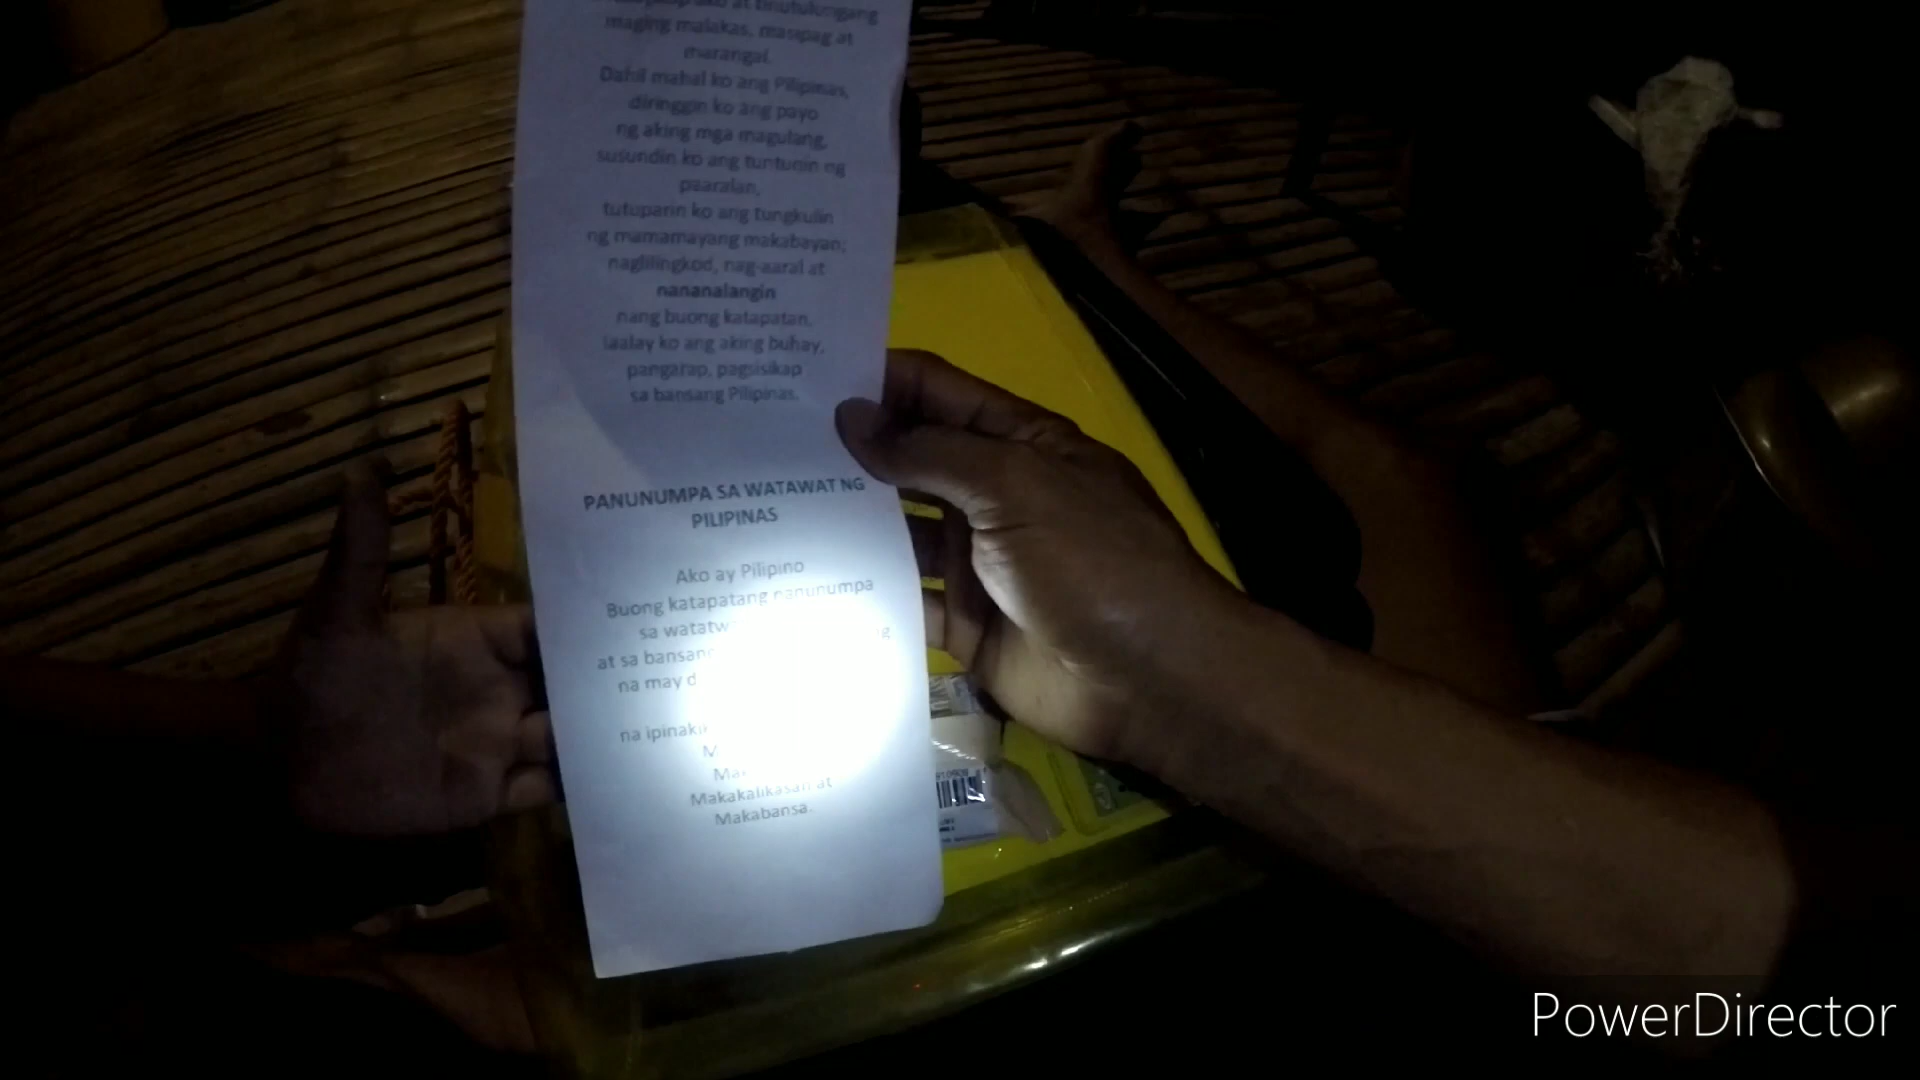 ako at tinutulungang
maging malakas, masipag at
marangal.
Dahil mahal ko ang Pilipinas,
diringgin ko ang payo
ng aking mga magulang,
susundin ko ang tuntunin ng
paaralan,
tutuparin ko ang tungkulin
ng mamamayang makabayan;
naglilingkod, nag-aaral at
nananalangin
nang buong katapatan.
Iaalay ko ang aking buhay,
pangarap, pagsisikap
sa bansang Pilipinas.
PANUNUMPA SA WATAWAT NG
PILIPINAS
Ako ay Pilipino
Buong katapatang nanunumpa
sa
at sa
na may
na
Makakalikasan at
Makabansa.
PowerDirector